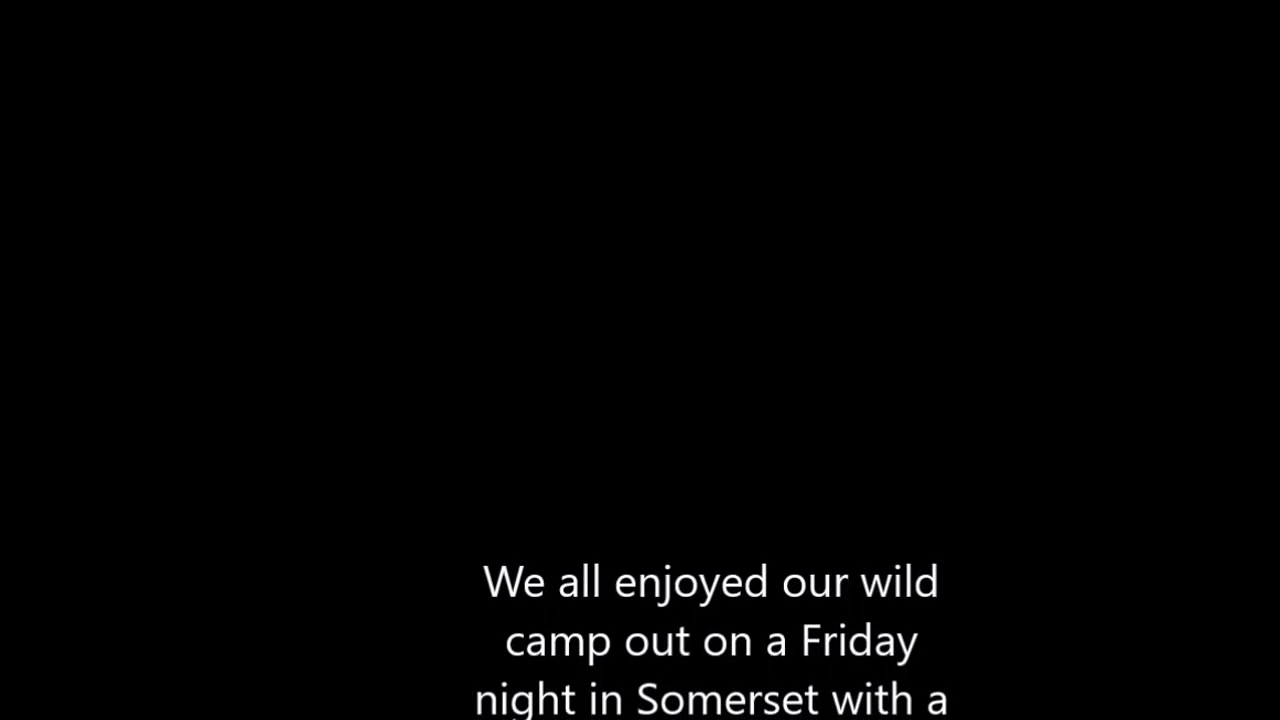 We all enjoyed our wild
camp out on a Friday
night in Somerset with a